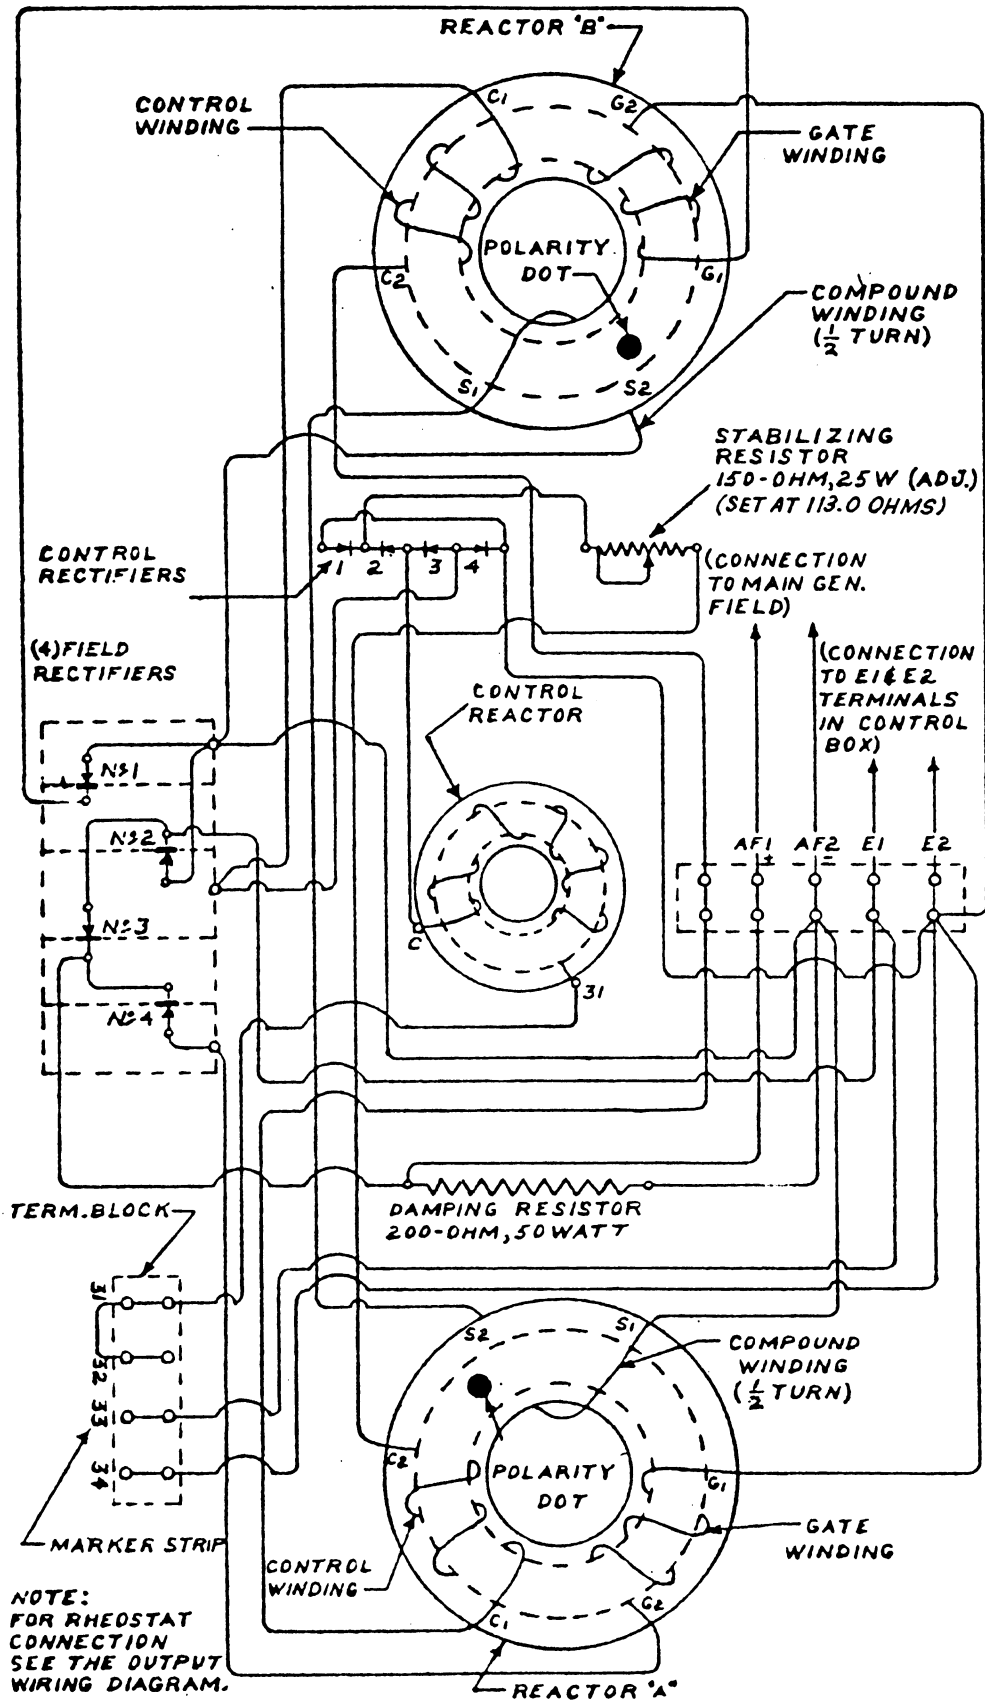 REACTOR "B"
CONTROL
WINDING
C1
G2
GATE
WINDING
POLARITY
DOT
C2
G1
COMPOUND
WINDING
(1/2 TURN)
S1
S2
STABILIZING
RESISTOR
150-OHM, 25 W (ADJ.)
(SET AT 113.0 OHMS)
CONTROL
RECTIFIERS
1 2 3 4
(CONNECTION
TO MAIN GEN.
FIELD)
(4) FIELD
RECTIFIERS
(CONNECTION
TO E1 & E2
TERMINALS
IN CONTROL
BOX)
CONTROL
REACTOR
No 1
No 2
No 3
No 4
AF1 AF2 E1 E2
+ -
C
31
DAMPING RESISTOR
200-OHM, 50 WATT
TERM. BLOCK
31
32
33
34
MARKER STRIP
S2
S1
COMPOUND
WINDING
(1/2 TURN)
C2
POLARITY
DOT
G1
GATE
WINDING
CONTROL
WINDING
C1
G2
REACTOR "A"
NOTE:
FOR RHEOSTAT
CONNECTION
SEE THE OUTPUT
WIRING DIAGRAM.